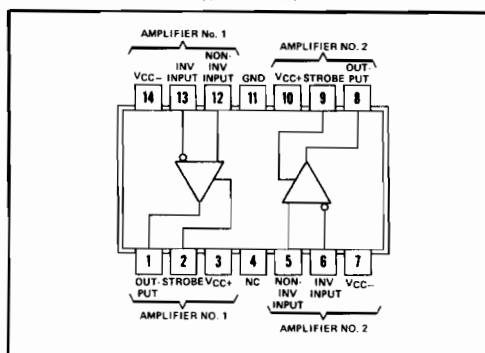 AMPLIFIER No. 1
AMPLIFIER NO. 2
VCC–
INV INPUT
NON-INV INPUT
GND
VCC+
STROBE
OUT-PUT
14 13 12 11 10 9 8
1 2 3 4 5 6 7
OUT-PUT
STROBE
VCC+
NC
NON-INV INPUT
INV INPUT
VCC–
AMPLIFIER NO. 1
AMPLIFIER NO. 2